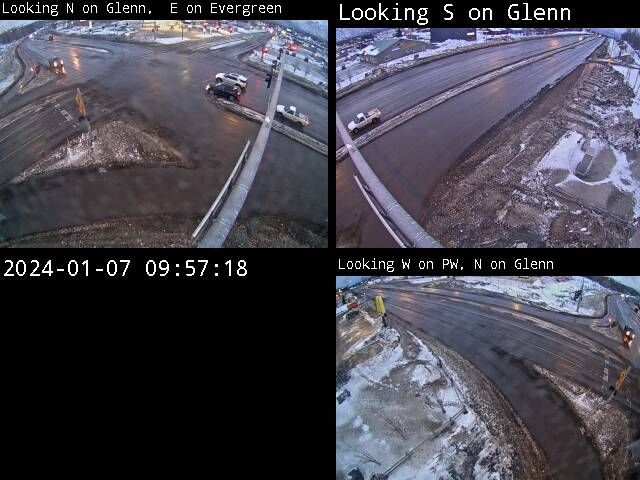 Looking N on Glenn,  E on Evergreen
Looking S on Glenn
2024-01-07 09:57:18
Looking W on PW, N on Glenn